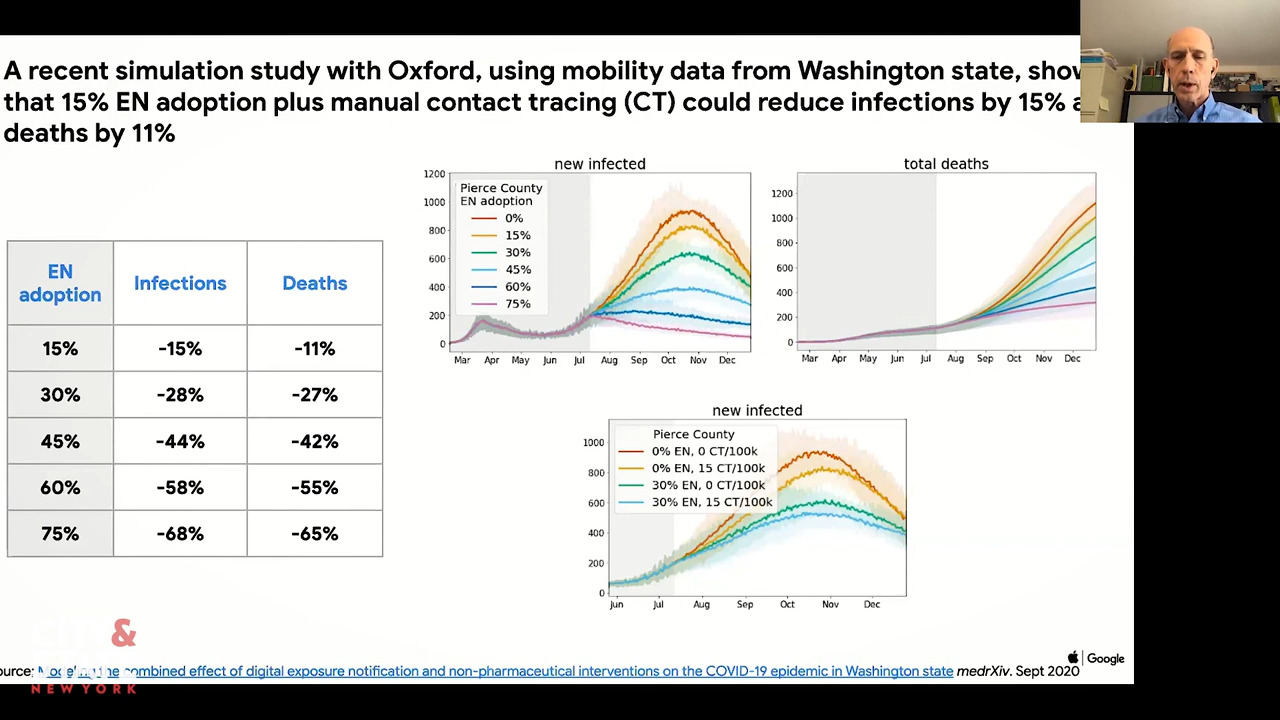 A recent simulation study with Oxford, using mobility data from Washington state,
that 15% EN adoption plus manual contact tracing (CT) could reduce infections by 15%
deaths by 11%
new infected
1200
1000
800
600
400
200
0
Pierce County
EN adoption
0%
15%
30%
45%
60%
75%
Mar Apr May Jun Jul Aug Sep Oct Nov Dec
total deaths
1200
1000
800
600
400
200
0
Mar Apr May Jun Jul Aug Sep Oct Nov Dec
EN adoption Infections Deaths
15% -15% -11%
30% -28% -27%
45% -44% -42%
60% -58% -55%
75% -68% -65%
new infected
1000
800
600
400
200
0
Pierce County
0% EN, 0 CT/100k
0% EN, 15 CT/100k
30% EN, 0 CT/100k
30% EN, 15 CT/100k
Jun Jul Aug Sep Oct Nov Dec
Google
combined effect of digital exposure notification and non-pharmaceutical interventions on the COVID-19 epidemic in Washington state medrXiv. Sept 2020
&
NEW YORK